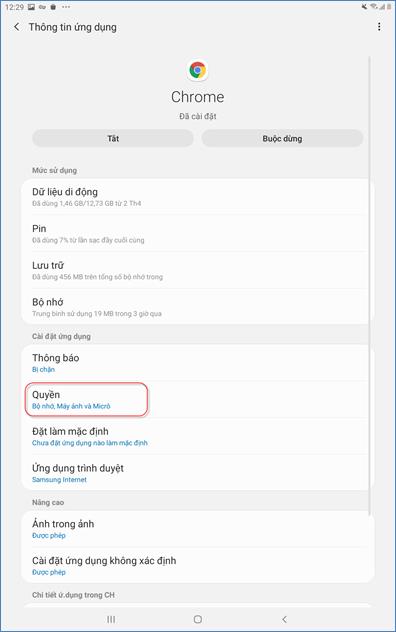 12:29
Thông tin ứng dụng
Chrome
Đã cài đặt
Tắt
Buộc dừng
Mức sử dụng
Dữ liệu di động
Đã dùng 1,46 GB/12,73 GB từ 2 Th4
Pin
Đã dùng 7% từ lần sạc đầy cuối cùng
Lưu trữ
Đã dùng 456 MB trên tổng số bộ nhớ trong
Bộ nhớ
Trung bình sử dụng 19 MB trong 3 giờ qua
Cài đặt ứng dụng
Thông báo
Bị chặn
Quyền
Bộ nhớ, Máy ảnh và Micrô
Đặt làm mặc định
Chưa đặt ứng dụng nào làm mặc định
Ứng dụng trình duyệt
Samsung Internet
Nâng cao
Ảnh trong ảnh
Được phép
Cài đặt ứng dụng không xác định
Được phép
Chi tiết ứ.dụng trong CH